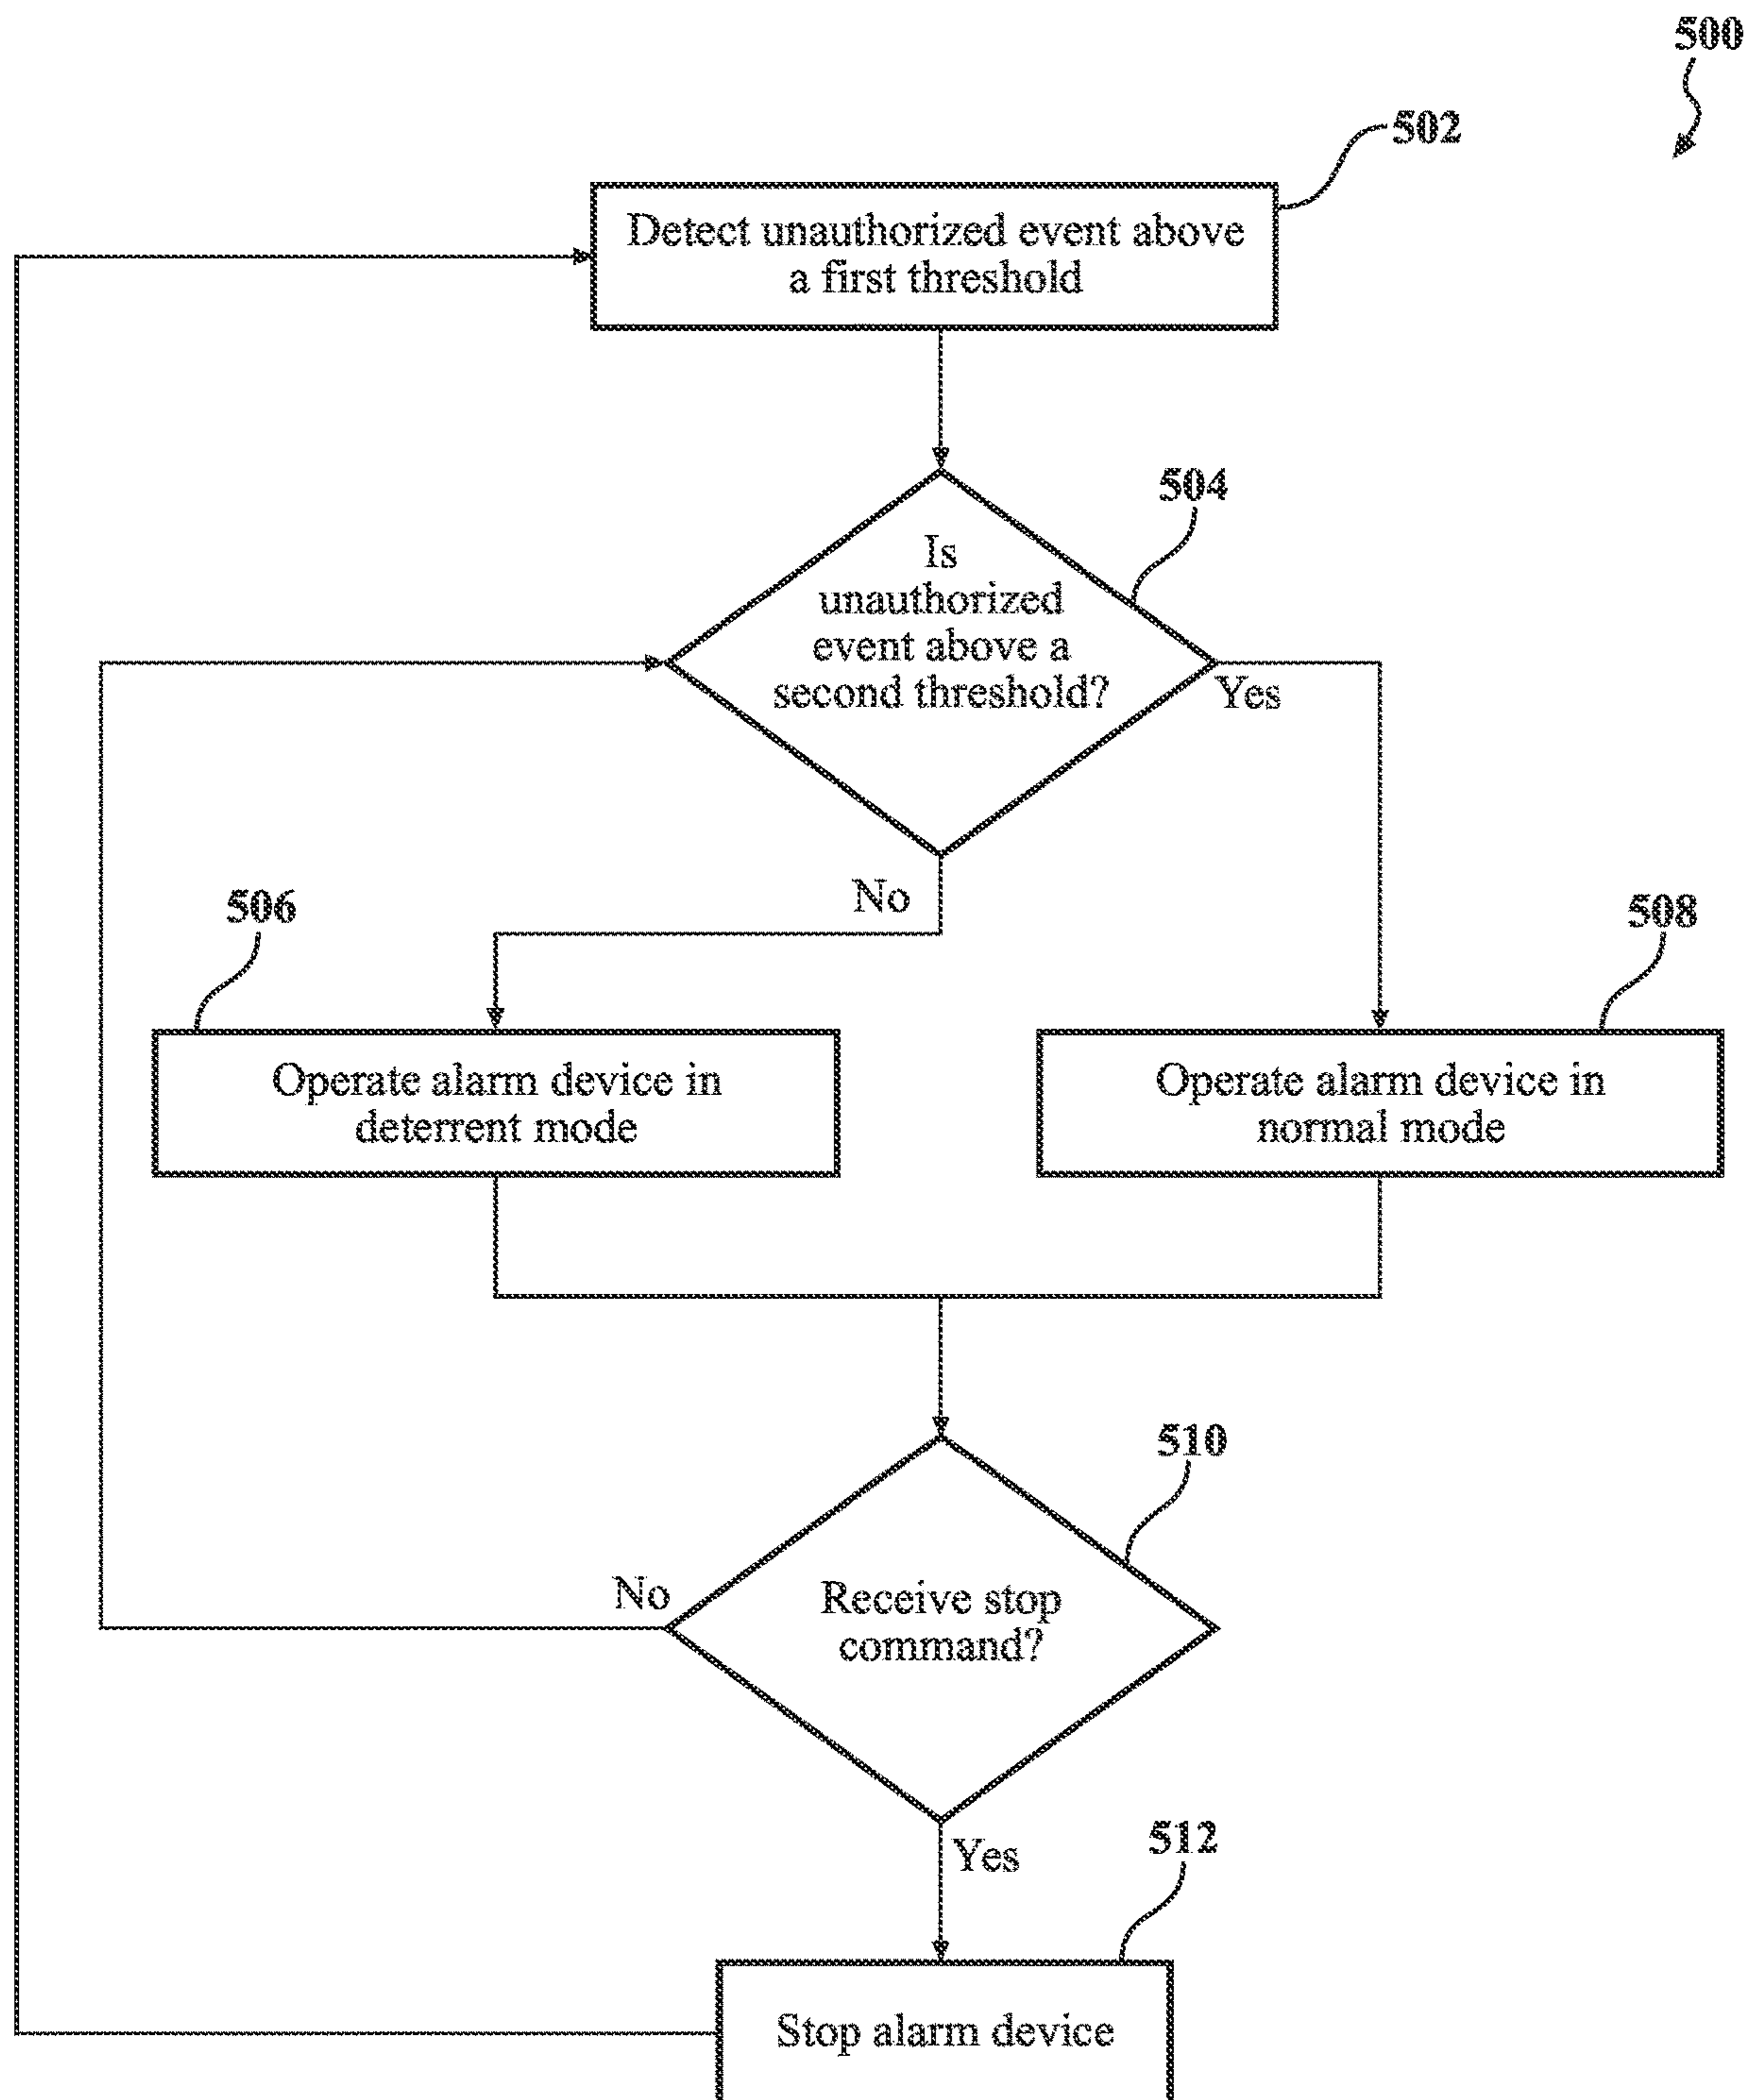 500
502
Detect unauthorized event above
a first threshold
504
Is
unauthorized
event above a
second threshold?
Yes
No
506
508
Operate alarm device in
deterrent mode
Operate alarm device in
normal mode
510
No
Receive stop
command?
Yes
512
Stop alarm device